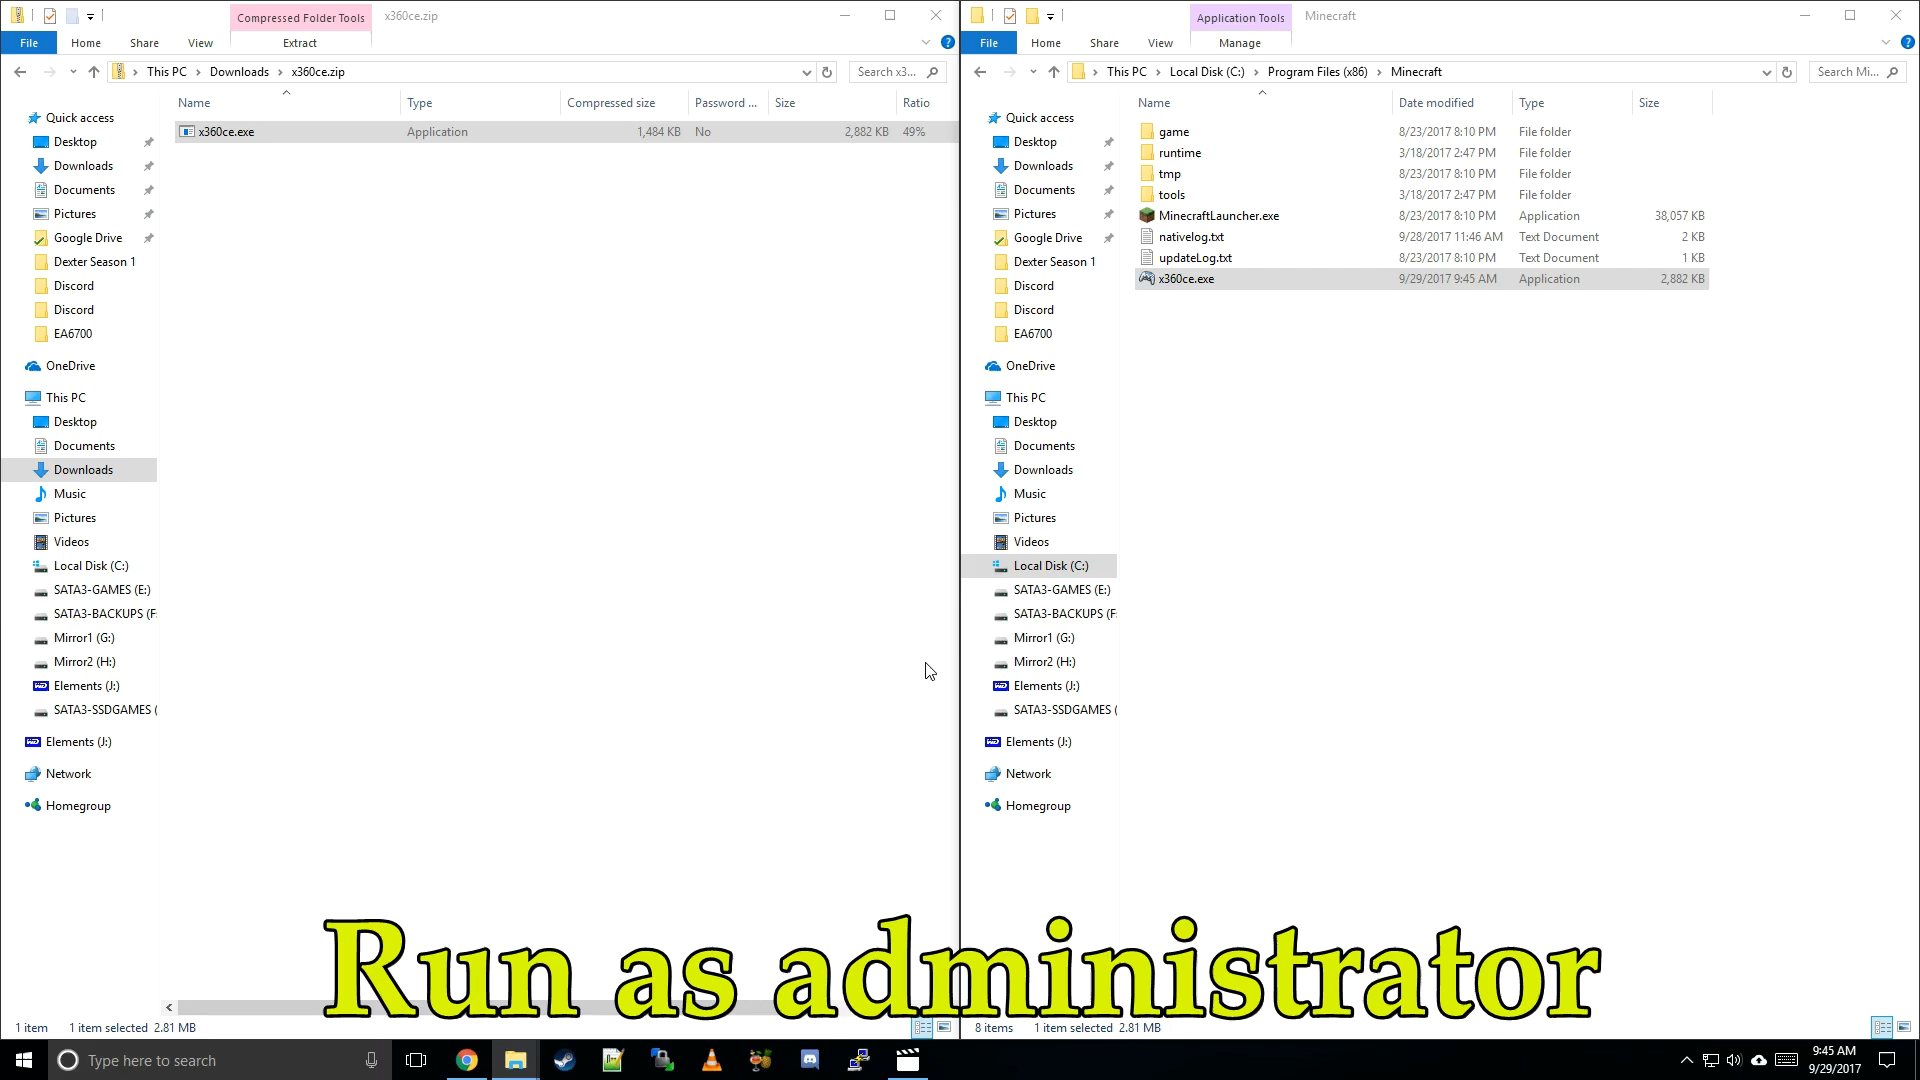 Compressed Folder Tools
x360ce.zip
File
Home
Share
View
Extract
This PC
Downloads
x360ce.zip
Search x3...
Name
Type
Compressed size
Password ...
Size
Ratio
x360ce.exe
Application
1,484 KB
No
2,882 KB
49%
Quick access
Desktop
Downloads
Documents
Pictures
Google Drive
Dexter Season 1
Discord
Discord
EA6700
OneDrive
This PC
Desktop
Documents
Downloads
Music
Pictures
Videos
Local Disk (C:)
SATA3-GAMES (E:)
SATA3-BACKUPS (F:
Mirror1 (G:)
Mirror2 (H:)
Elements (J:)
SATA3-SSDGAMES (
Elements (J:)
Network
Homegroup
1 item
1 item selected 2.81 MB
Application Tools
Minecraft
File
Home
Share
View
Manage
This PC
Local Disk (C:)
Program Files (x86)
Minecraft
Search Mi...
Name
Date modified
Type
Size
game
8/23/2017 8:10 PM
File folder
runtime
3/18/2017 2:47 PM
File folder
tmp
8/23/2017 8:10 PM
File folder
tools
3/18/2017 2:47 PM
File folder
MinecraftLauncher.exe
8/23/2017 8:10 PM
Application
38,057 KB
nativelog.txt
9/28/2017 11:46 AM
Text Document
2 KB
updateLog.txt
8/23/2017 8:10 PM
Text Document
1 KB
x360ce.exe
9/29/2017 9:45 AM
Application
2,882 KB
Quick access
Desktop
Downloads
Documents
Pictures
Google Drive
Dexter Season 1
Discord
Discord
EA6700
OneDrive
This PC
Desktop
Documents
Downloads
Music
Pictures
Videos
Local Disk (C:)
SATA3-GAMES (E:)
SATA3-BACKUPS (F:
Mirror1 (G:)
Mirror2 (H:)
Elements (J:)
SATA3-SSDGAMES (
Elements (J:)
Network
Homegroup
8 items
1 item selected 2.81 MB
Run as administrator
Type here to search
9:45 AM
9/29/2017